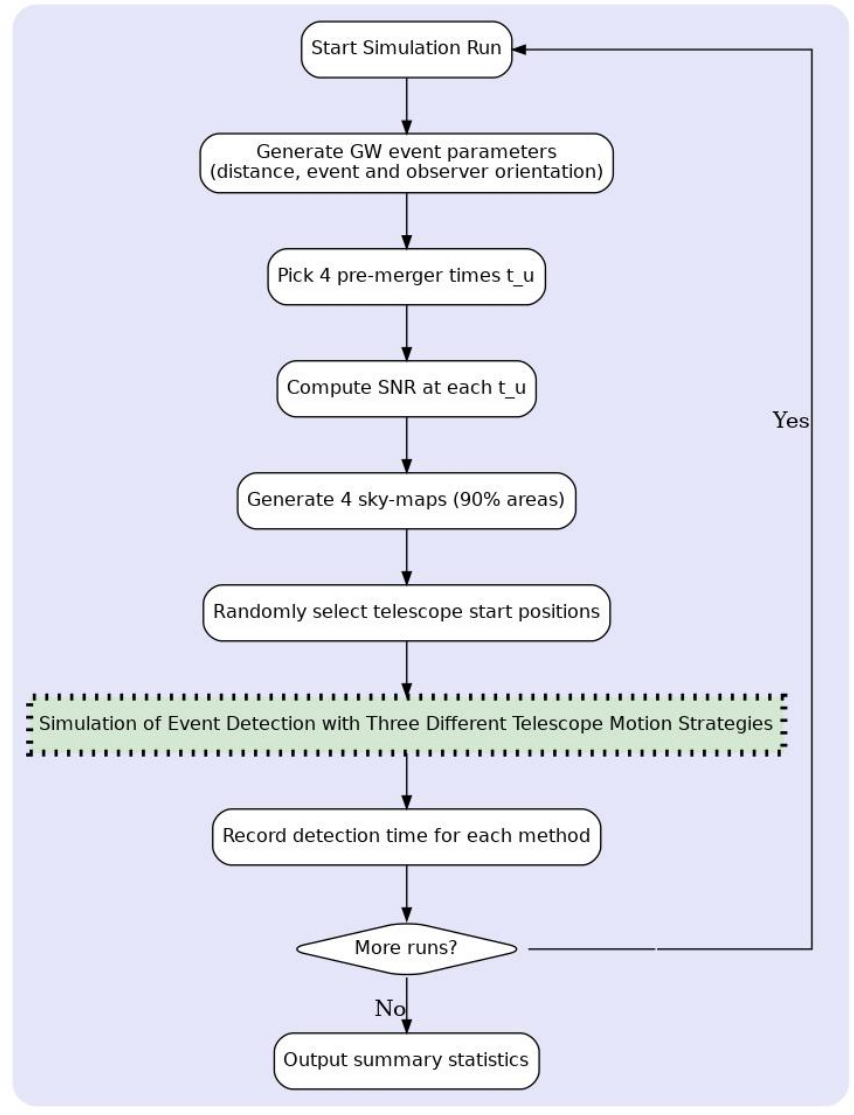 Start Simulation Run
Generate GW event parameters
(distance, event and observer orientation)
Pick 4 pre-merger times t_u
Compute SNR at each t_u
Yes
Generate 4 sky-maps (90% areas)
Randomly select telescope start positions
Simulation of Event Detection with Three Different Telescope Motion Strategies
Record detection time for each method
More runs?
No
Output summary statistics